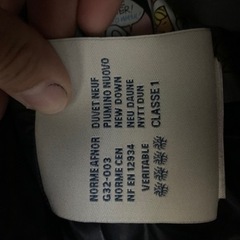 DUVET NEUF
PIUMINO NUOVO
NEW DOWN
NEU DAUNE
NYTT DUN
CLASSE 1
NORME AFNOR
G32-003
NORME CEN
NF EN 12934
VERITABLE